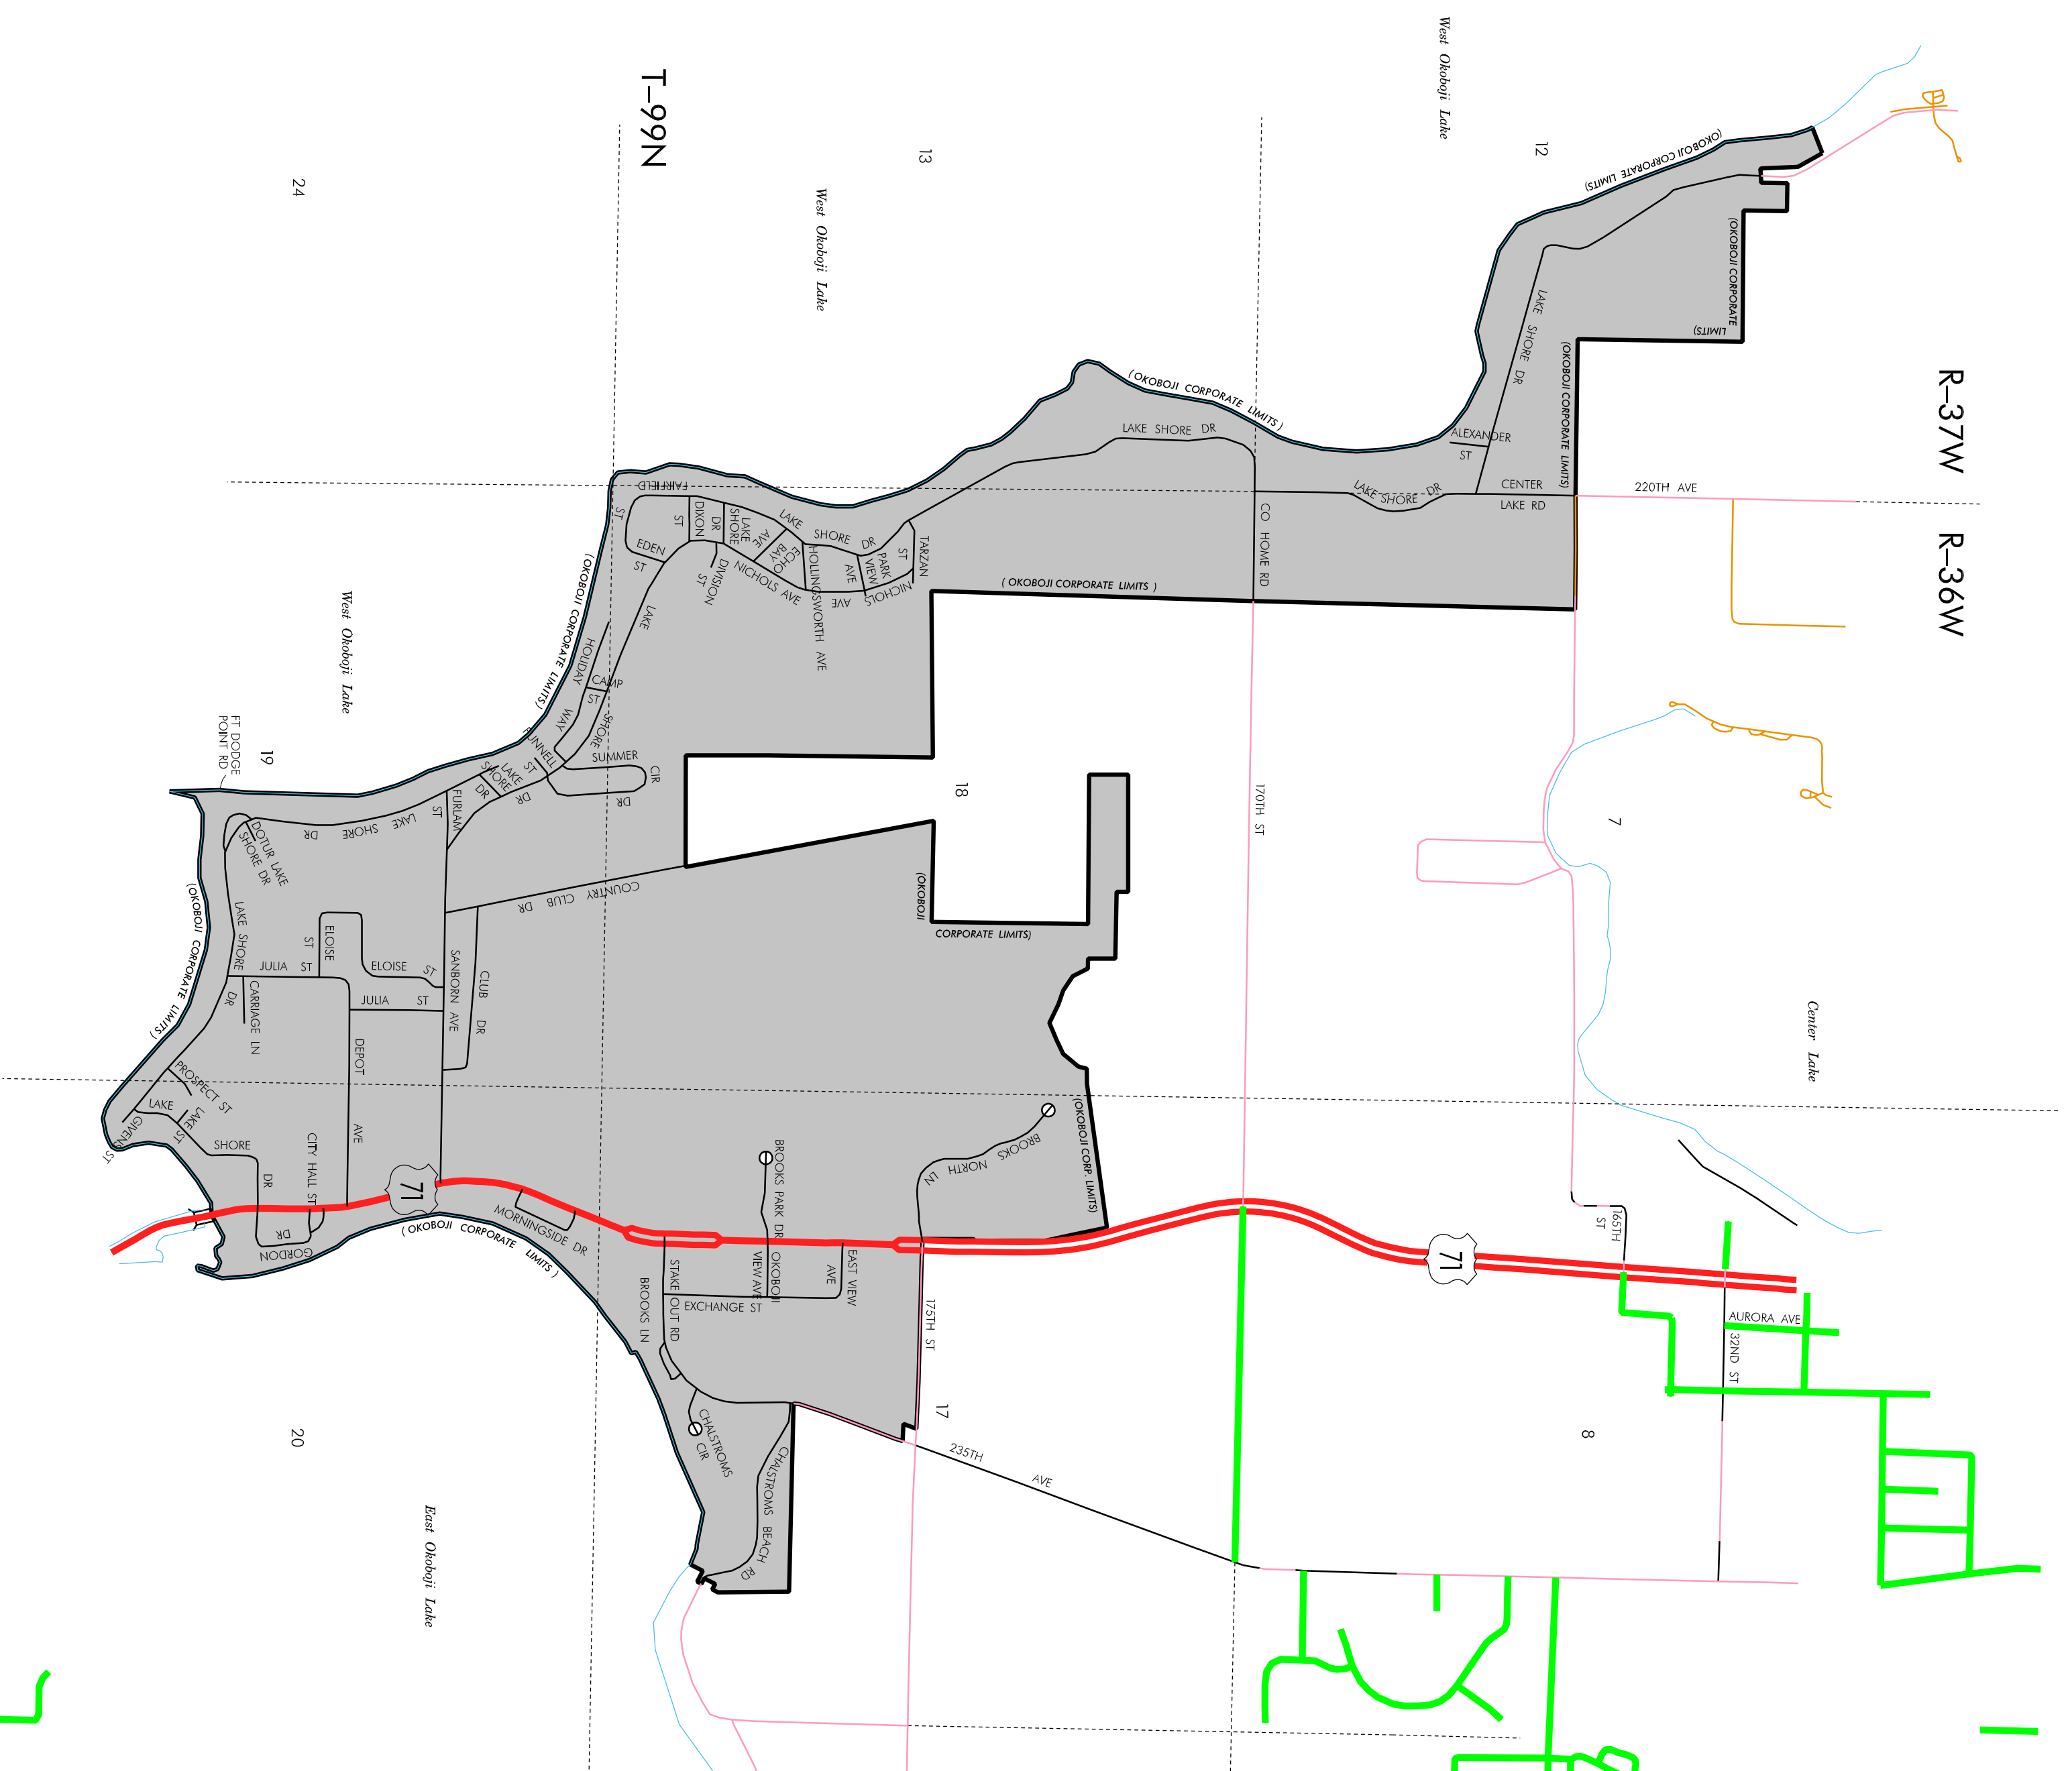 T-99N
R-37W
R-36W
West Okoboji Lake
12
(OKOBOJI CORPORATE LIMITS)
(OKOBOJI CORPORATE
LIMITS)
(OKOBOJI CORPORATE LIMITS)
13
24
West Okoboji Lake
LAKE SHORE DR
ALEXANDER
ST
CENTER
LAKE RD
220TH AVE
LAKE SHORE DR
( OKOBOJI CORPORATE LIMITS )
LAKE SHORE DR
CO HOME RD
( OKOBOJI CORPORATE LIMITS )
FAIRFIELD
ST
DIXON
ST
LAKE
SHORE
DR
EDEN
ST
DIVISION
ST
ECHO
BAY
AVE
LAKE SHORE DR
NICHOLS AVE
HOLLINGSWORTH AVE
PARK
VIEW
AVE
TARZAN
ST
NICHOLS
AVE
West Okoboji Lake
(OKOBOJI CORPORATE LIMITS)
LAKE
SHORE
DR
HOLIDAY
WAY
CAMP
ST
FUNNELL
ST
SUMMER
CIR
DR
LAKE
SHORE
DR
FURLAM
ST
FT DODGE
POINT RD
19
18
7
170TH ST
LAKE SHORE DR
DOTUR LAKE
SHORE DR
COUNTRY CLUB DR
(OKOBOJI
CORPORATE LIMITS)
(OKOBOJI CORPORATE LIMITS)
LAKE SHORE
DR
ELOISE
ST
JULIA ST
ELOISE ST
JULIA ST
CARRIAGE LN
SANBORN AVE
CLUB DR
DEPOT
AVE
Center Lake
PROSPECT ST
LAKE
ST
LAKE
SHORE
DR
GIVENS
ST
CITY HALL ST
GORDON
DR
71
( OKOBOJI CORPORATE LIMITS )
MORNINGSIDE DR
BROOKS PARK DR
OKOBOJI
VIEW AVE
BROOKS NORTH LN
(OKOBOJI CORP. LIMITS)
EAST VIEW
AVE
STAKE OUT RD
EXCHANGE ST
BROOKS LN
175TH ST
71
165TH
ST
AURORA AVE
32ND ST
17
8
20
235TH AVE
CHALSTROMS
CIR
CHALSTROMS BEACH
RD
East Okoboji Lake